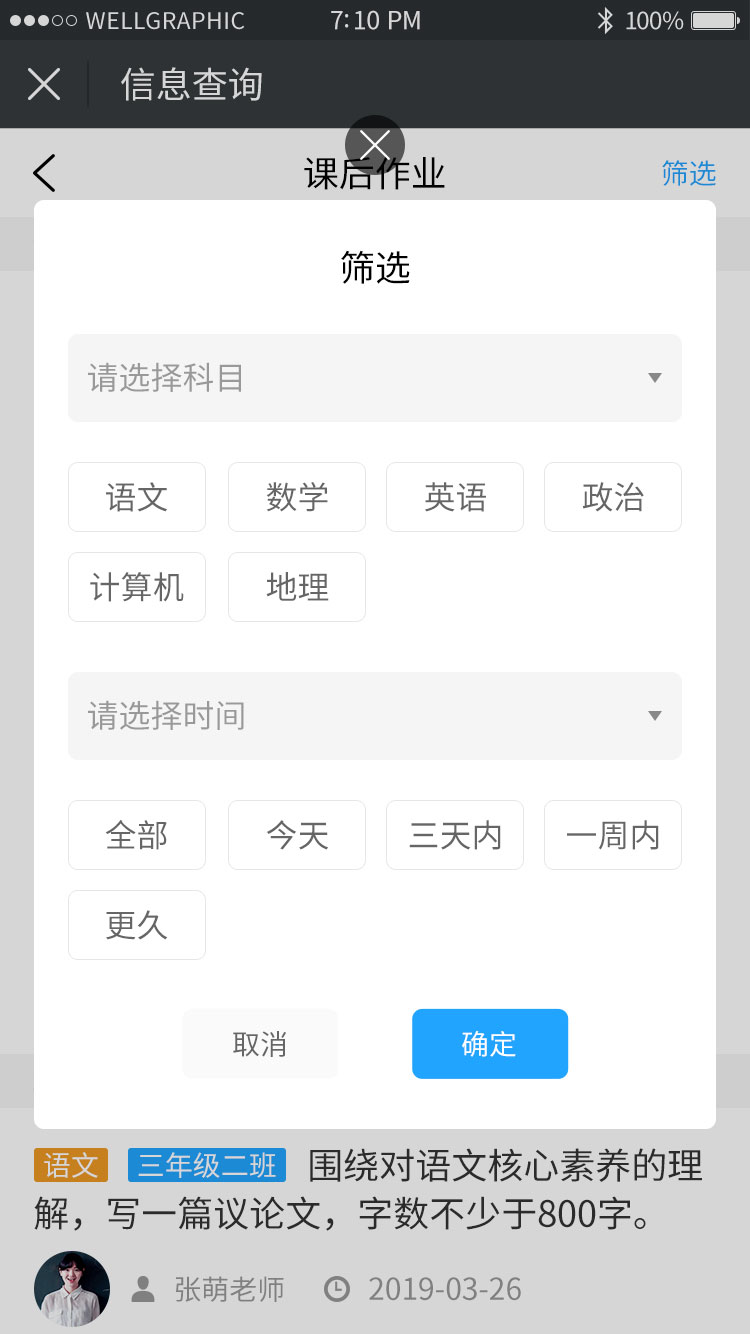 WELLGRAPHIC 7:10 PM 100%
信息查询
课后作业 筛选
筛选
请选择科目
语文 数学 英语 政治
计算机 地理
请选择时间
全部 今天 三天内 一周内
更久
取消 确定
语文 三年级二班 围绕对语文核心素养的理
解，写一篇议论文，字数不少于800字。
张萌老师 2019-03-26